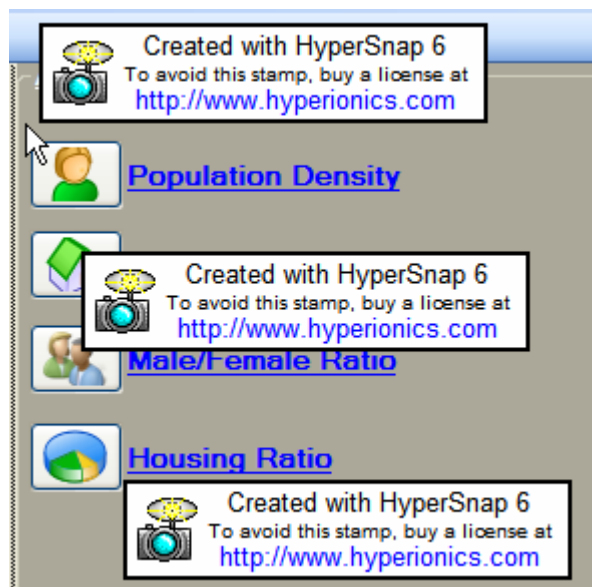 Created with HyperSnap 6
To avoid this stamp, buy a license at
http://www.hyperionics.com
Population Density
Created with HyperSnap 6
To avoid this stamp, buy a license at
http://www.hyperionics.com
Male/Female Ratio
Housing Ratio
Created with HyperSnap 6
To avoid this stamp, buy a license at
http://www.hyperionics.com